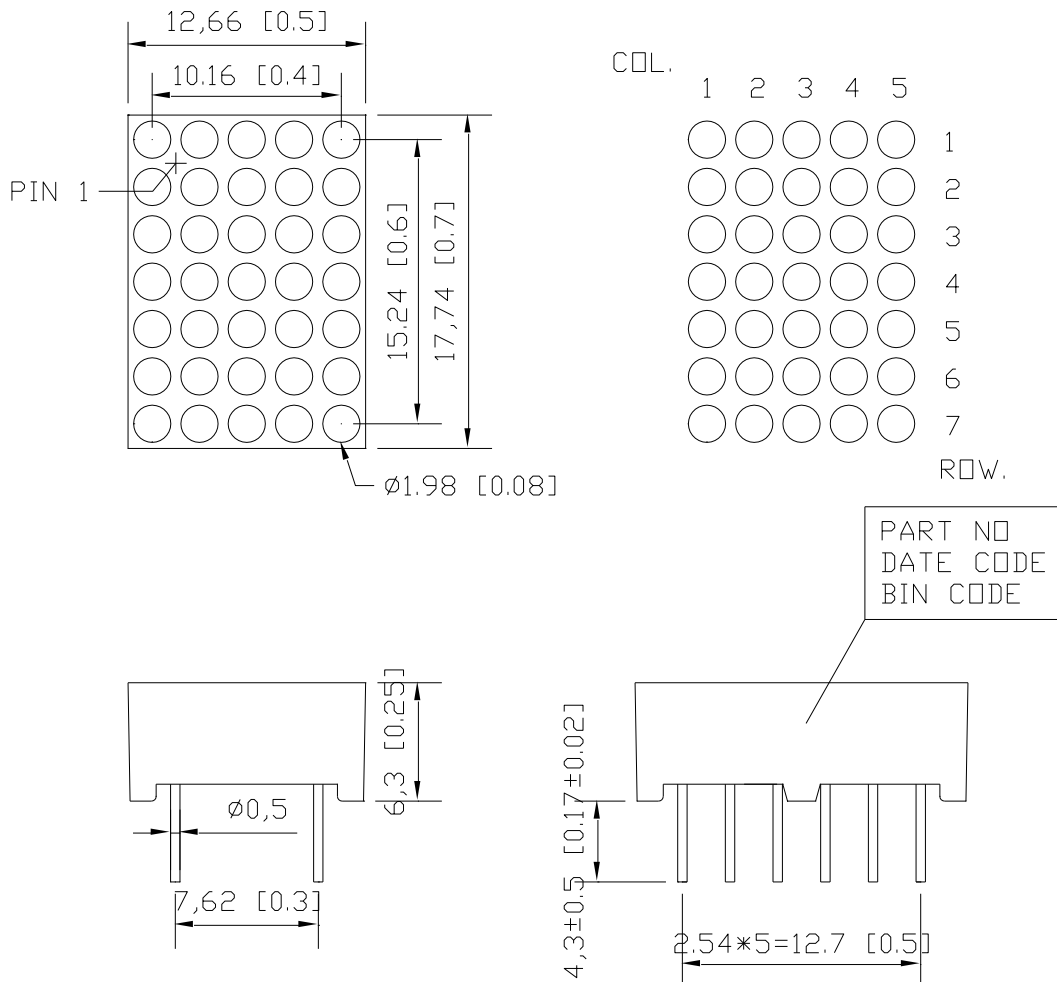 12,66 [0.5]
10.16 [0.4]
PIN 1
15.24 [0.6]
17,74 [0.7]
ø1.98 [0.08]
COL.
1 2 3 4 5
1
2
3
4
5
6
7
ROW.
PART NO
DATE CODE
BIN CODE
6,3 [0.25]
ø0,5
7,62 [0.3]
4,3±0.5 [0.17±0.02]
2.54*5=12.7 [0.5]